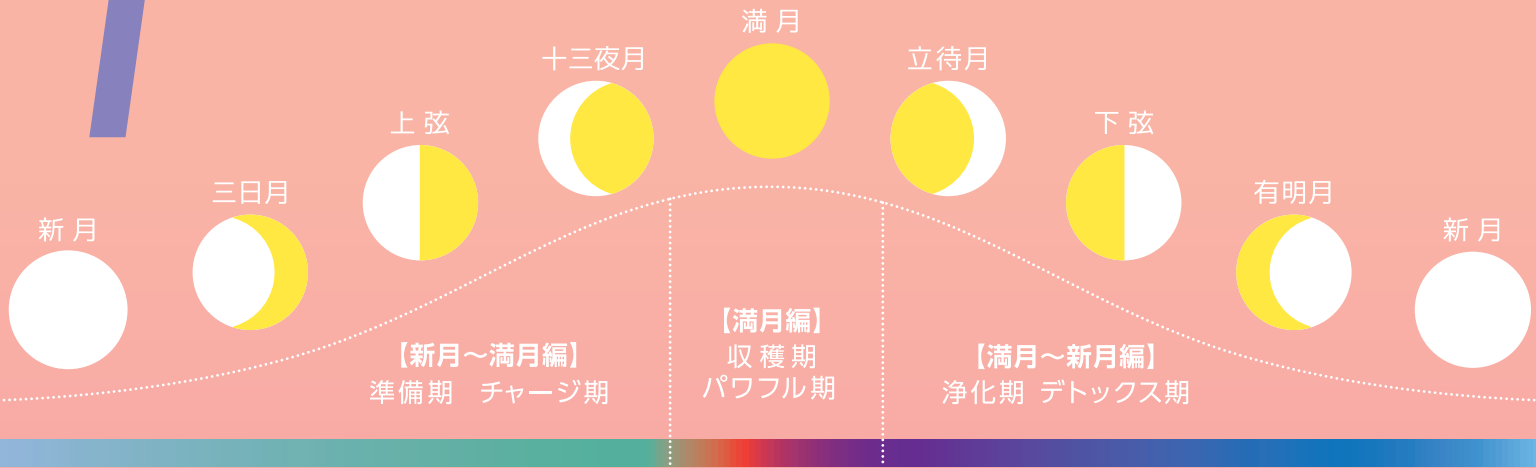 新月
三日月
上弦
十三夜月
満月
立待月
下弦
有明月
新月
【新月～満月編】
準備期　チャージ期
【満月編】
収穫期
パワフル期
【満月～新月編】
浄化期 デトックス期